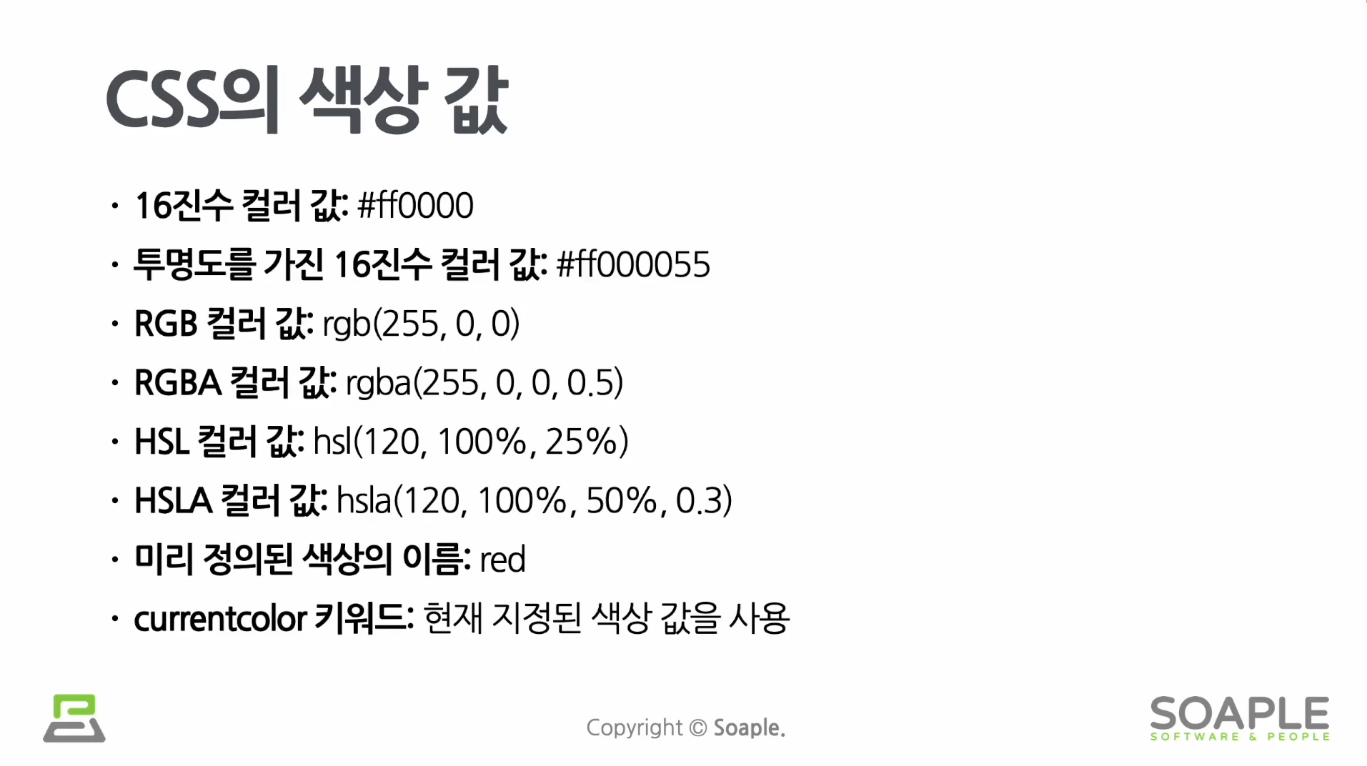 CSS의 색상 값
· 16진수 컬러 값: #ff0000
· 투명도를 가진 16진수 컬러 값: #ff000055
· RGB 컬러 값: rgb(255, 0, 0)
· RGBA 컬러 값: rgba(255, 0, 0, 0.5)
· HSL 컬러 값: hsl(120, 100%, 25%)
· HSLA 컬러 값: hsla(120, 100%, 50%, 0.3)
· 미리 정의된 색상의 이름: red
· currentcolor 키워드: 현재 지정된 색상 값을 사용
Copyright © Soaple.
SOAPLE
SOFTWARE & PEOPLE